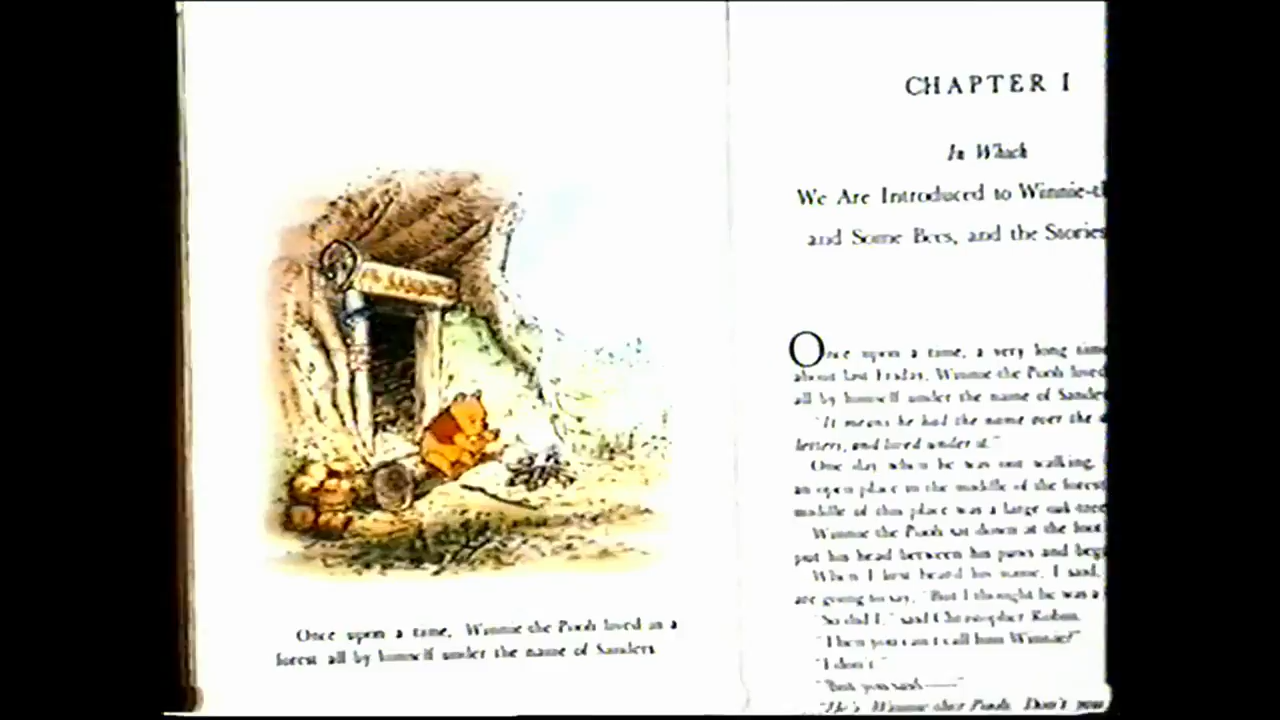 SANDERS
Once upon a time, Winnie-the-Pooh lived in a
forest all by himself under the name of Sanders.
CHAPTER I
In Which
We Are Introduced to Winnie-th
and Some Bees, and the Stories
Once upon a time, a very long time
about last Friday, Winnie-the-Pooh lived
all by himself under the name of Sander
"It means he had the name over the d
letters, and lived under it."
One day when he was out walking,
an open place in the middle of the forest
middle of this place was a large oak-tree
Winnie-the-Pooh sat down at the foot
put his head between his paws and bega
When I first heard his name, I said,
are going to say, "But I thought he was a
"So did I," said Christopher Robin.
"Then you can't call him Winnie?"
"I don't."
"But you said——"
"He's Winnie-ther-Pooh. Don't you